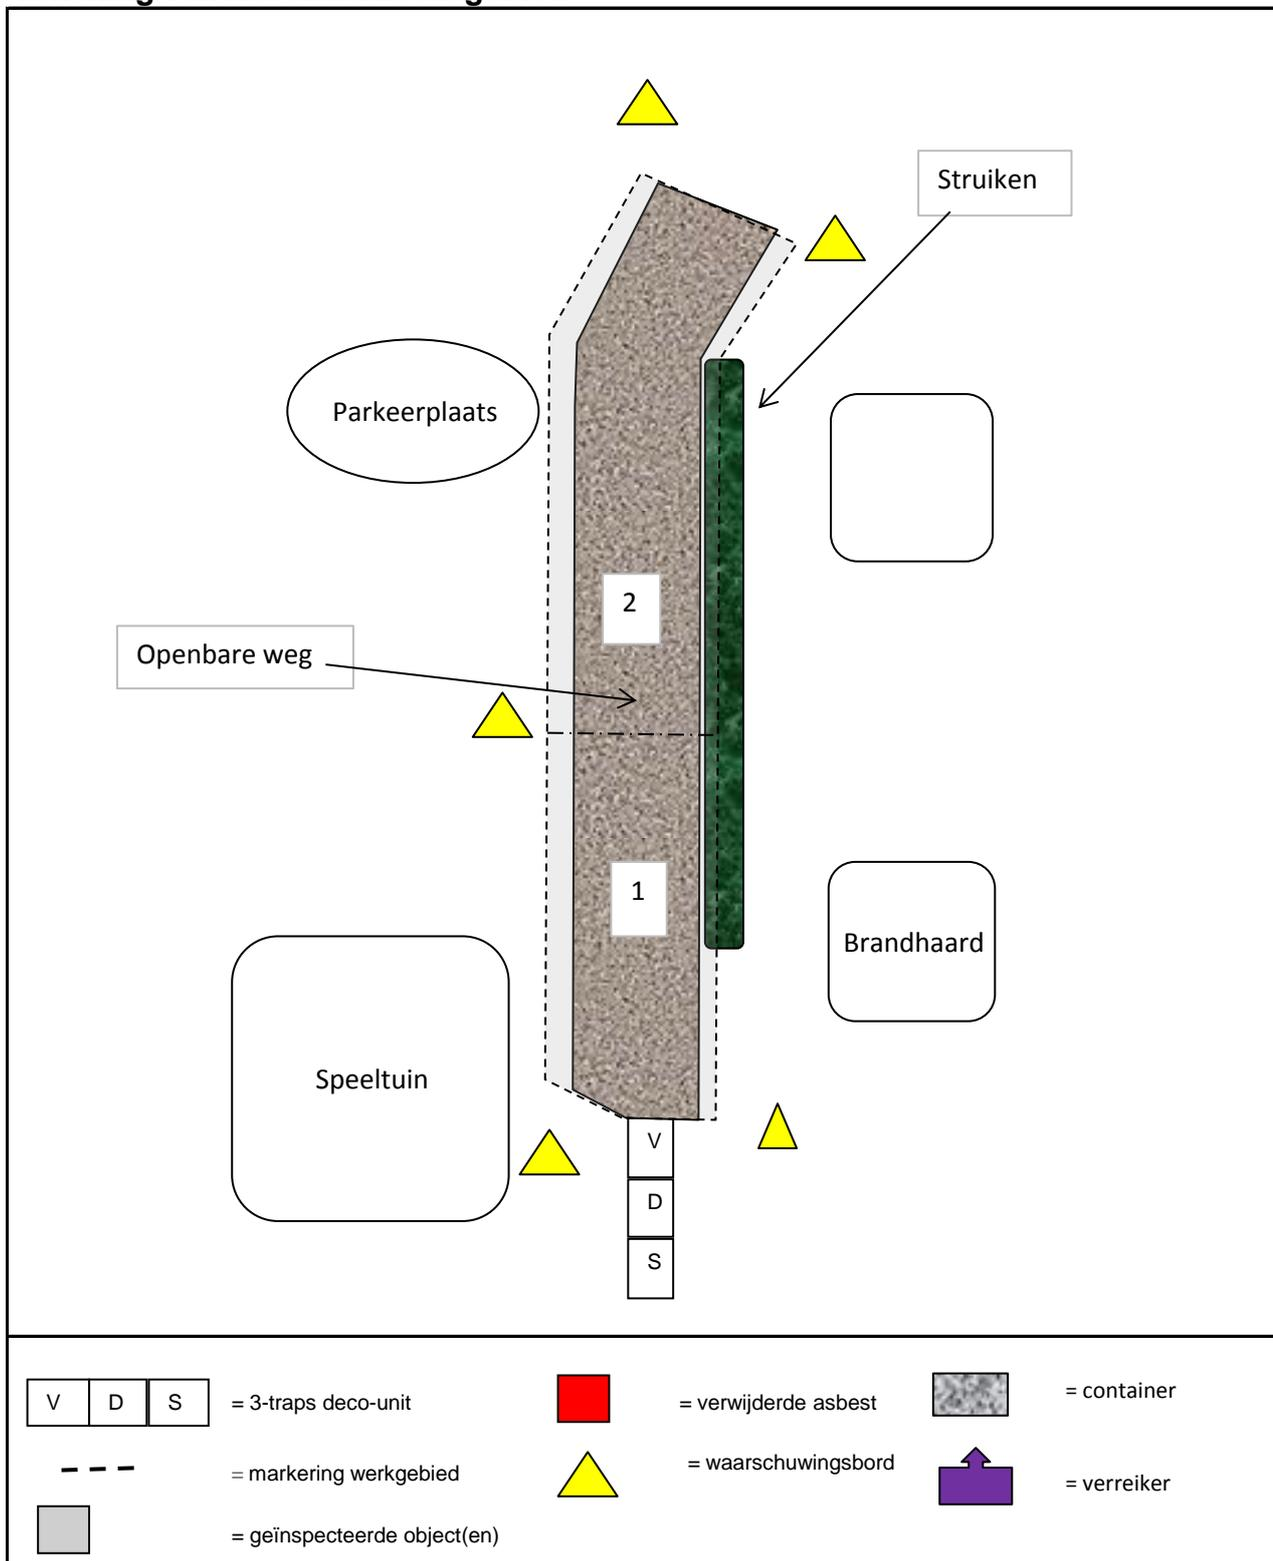 Struiken
Parkeerplaats
2
Openbare weg
1
Brandhaard
Speeltuin
V
D
S
V D S = 3-traps deco-unit
= verwijderde asbest
= container
= markering werkgebied
= waarschuwingsbord
= verreiker
= geïnspecteerde object(en)